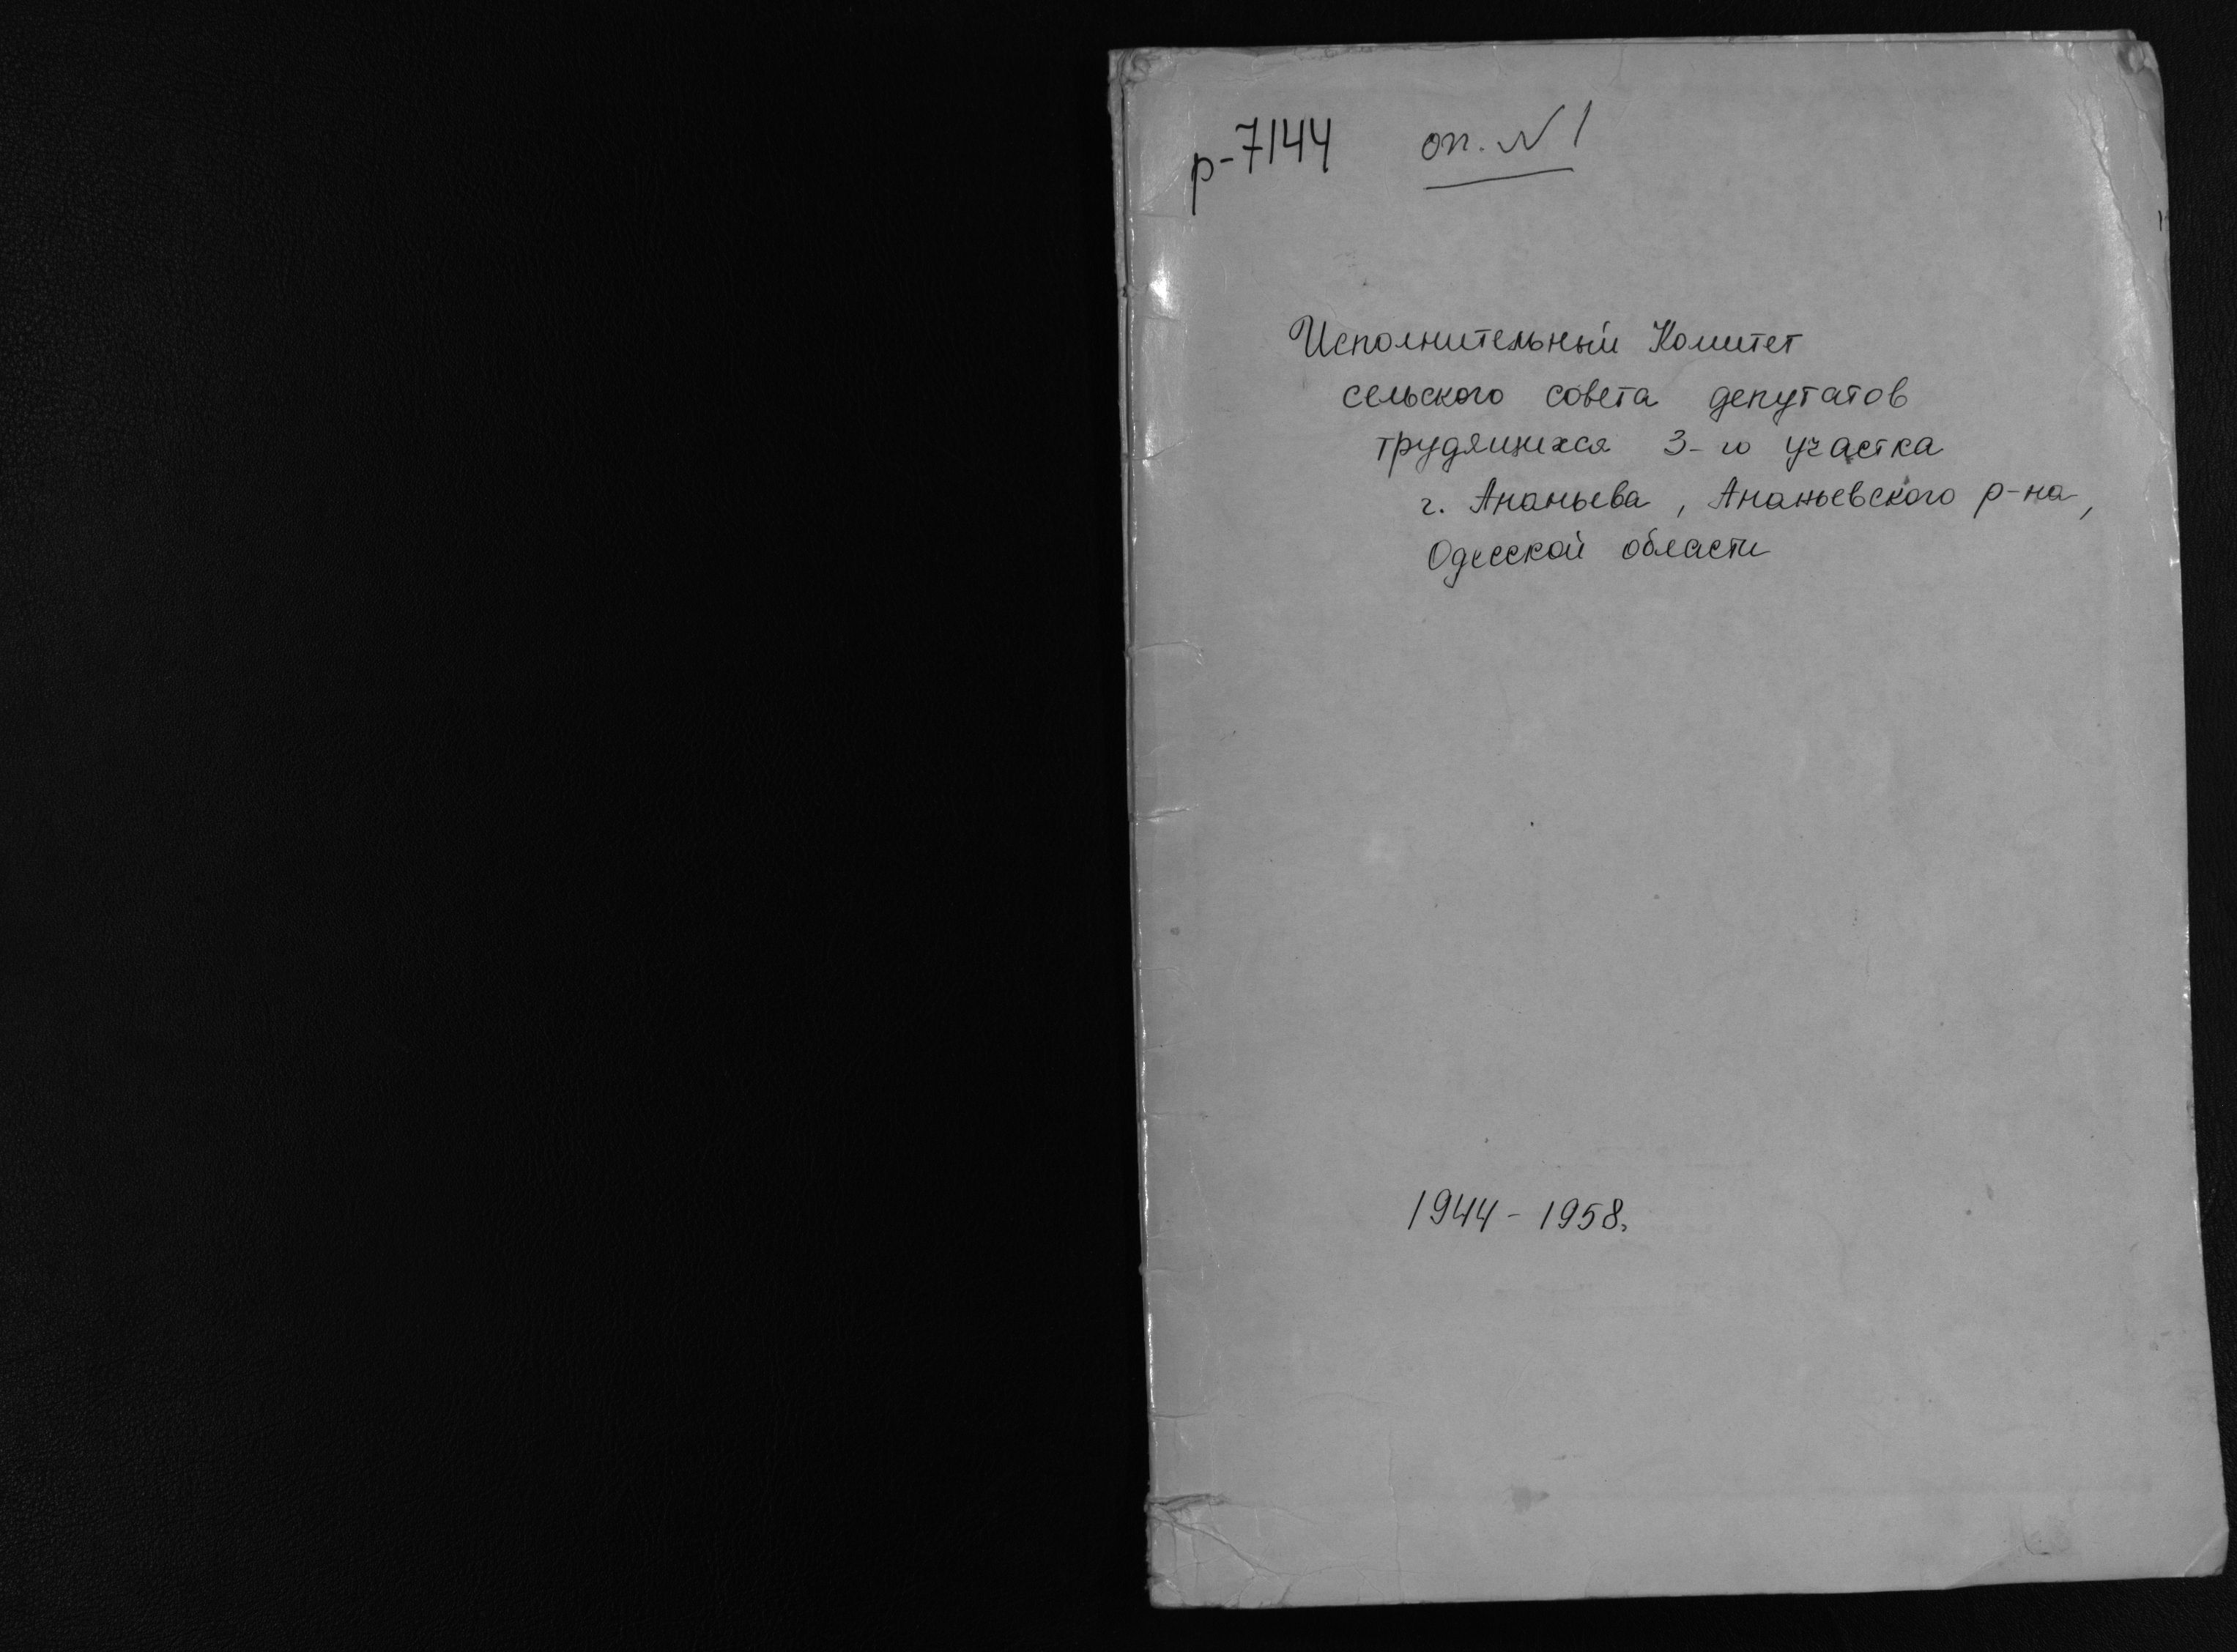 р-7144 оп. №1
Исполнительный Комитет
сельского совета депутатов
трудящихся 3-го участка
г. Ананьева, Ананьевского р-на,
Одесской области
1944-1958.